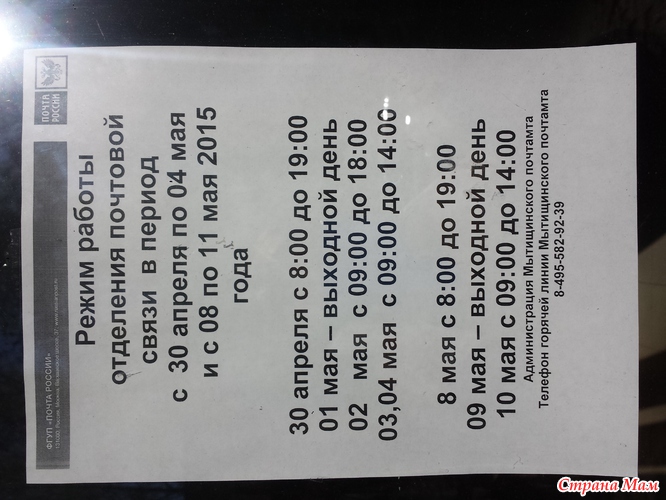 ПОЧТА
РОССИИ
ФГУП «ПОЧТА РОССИИ»
Режим работы
отделения почтовой
связи в период
с 30 апреля по 04 мая
и с 08 по 11 мая 2015
года
30 апреля с 8:00 до 19:00
01 мая – выходной день
02 мая с 09:00 до 18:00
03,04 мая с 09:00 до 14:00
8 мая с 8:00 до 19:00
09 мая – выходной день
10 мая с 09:00 до 14:00
Администрация Мытищинского почтамта
Телефон горячей линии Мытищинского почтамта
8-495-582-92-39
Страна Мам